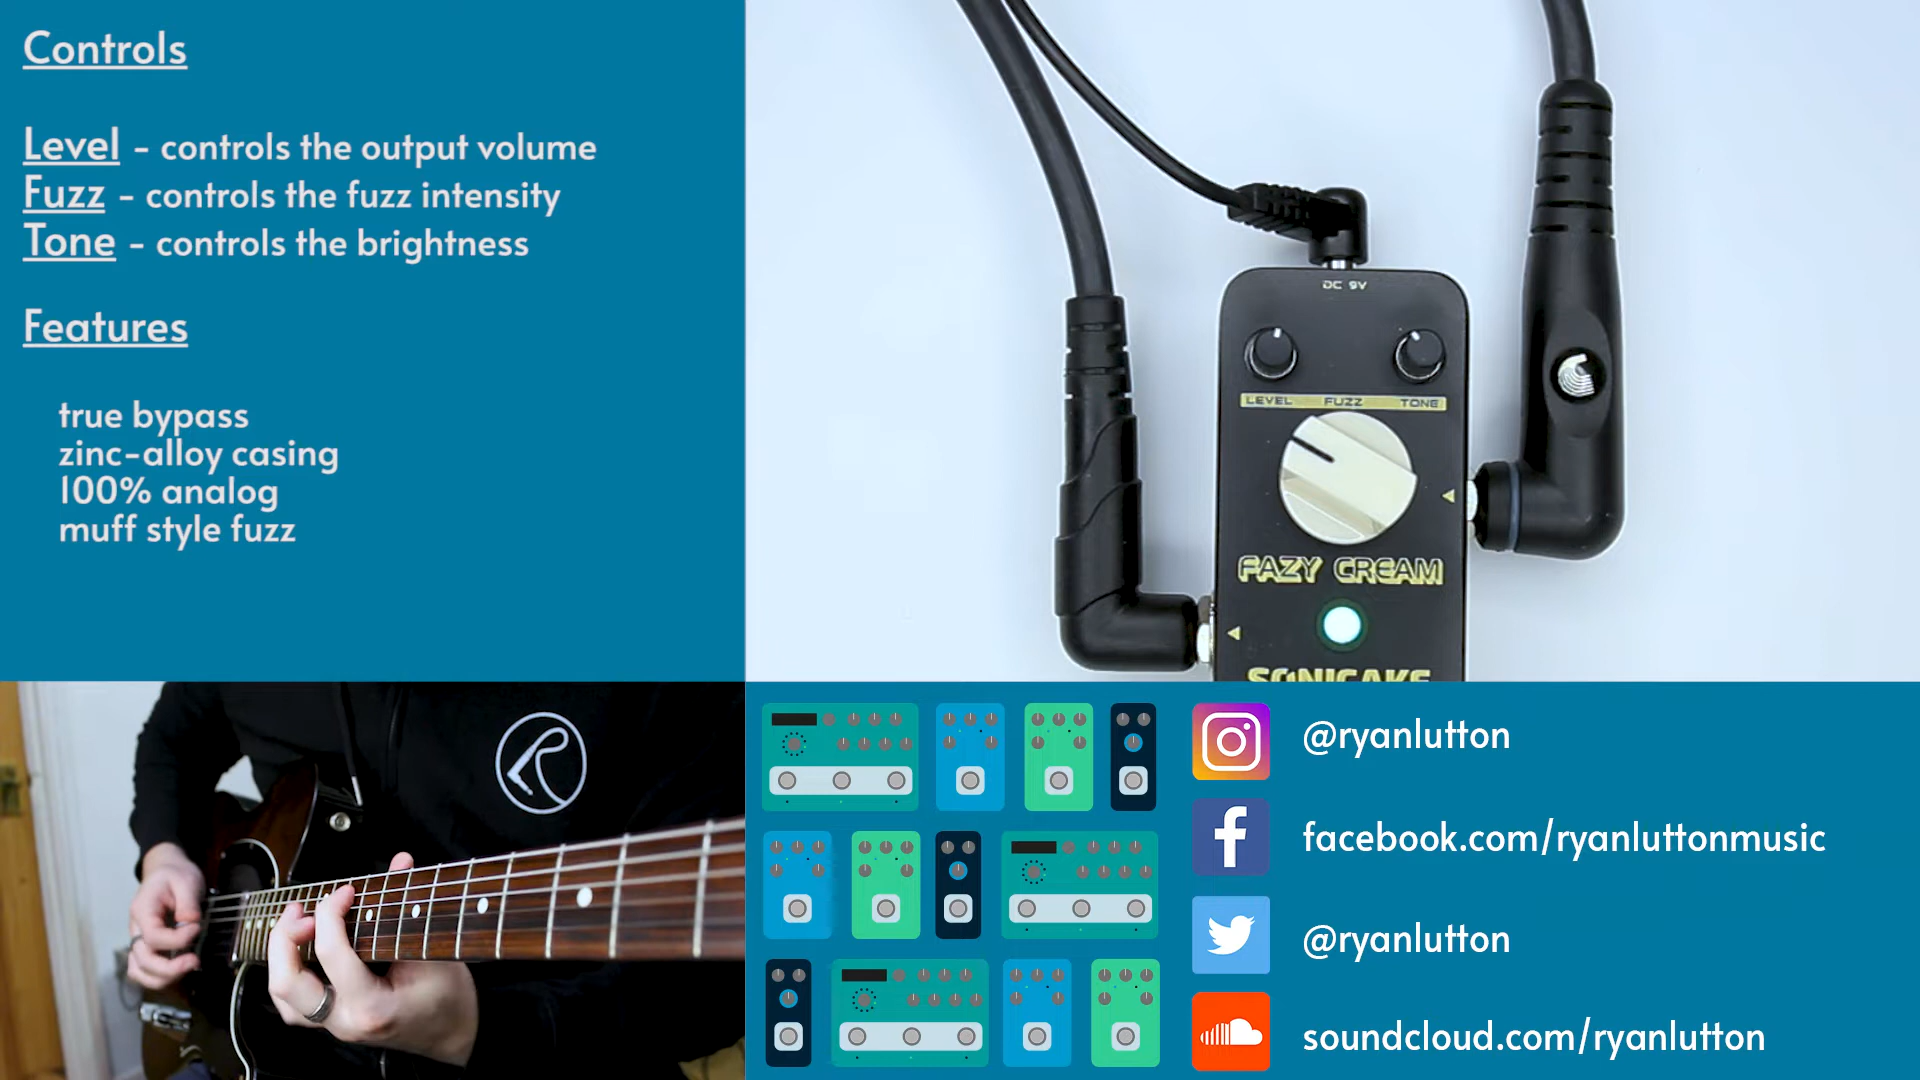 Controls
Level - controls the output volume
Fuzz - controls the fuzz intensity
Tone - controls the brightness
Features
true bypass
zinc-alloy casing
100% analog
muff style fuzz
DC 9V
LEVEL FUZZ TONE
FAZY CREAM
SONICAKE
@ryanlutton
facebook.com/ryanluttonmusic
@ryanlutton
soundcloud.com/ryanlutton